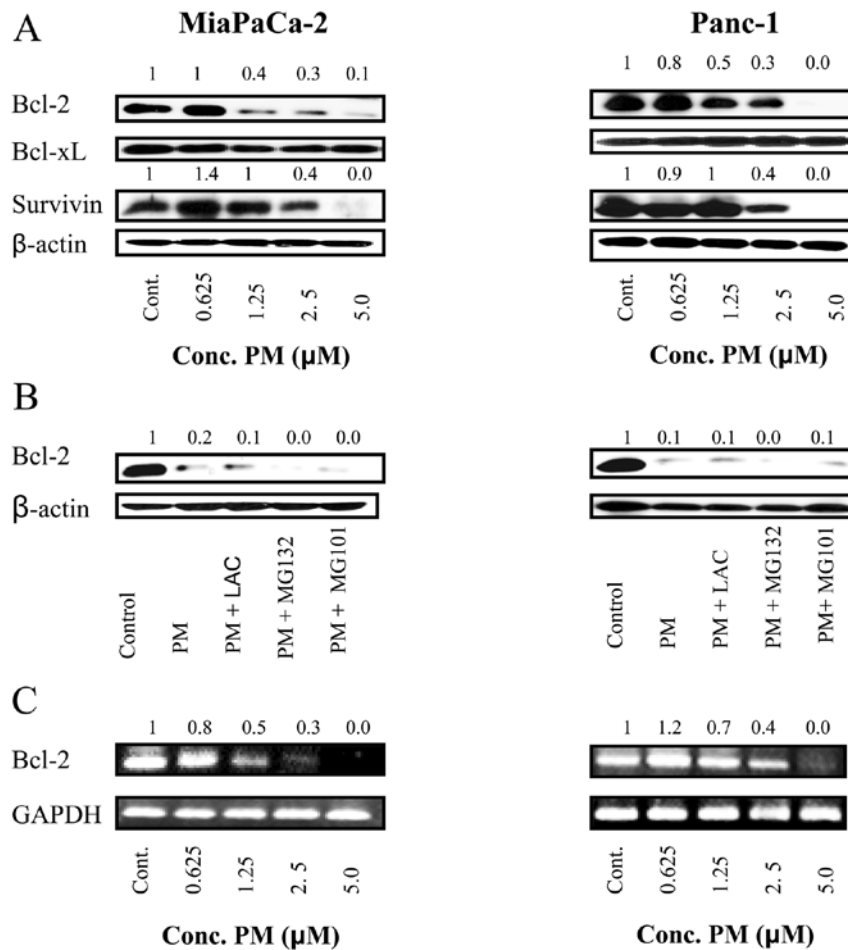 A
MiaPaCa-2 Panc-1
1 1 0.4 0.3 0.1 1 0.8 0.5 0.3 0.0
Bcl-2
Bcl-xL
1 1.4 1 0.4 0.0 1 0.9 1 0.4 0.0
Survivin
β-actin
Cont. 0.625 1.25 2. 5 5.0 Cont. 0.625 1.25 2. 5 5.0
Conc. PM (µM) Conc. PM (µM)
B
1 0.2 0.1 0.0 0.0 1 0.1 0.1 0.0 0.1
Bcl-2
β-actin
Control PM PM + LAC PM + MG132 PM + MG101 Control PM PM + LAC PM + MG132 PM+ MG101
C
1 0.8 0.5 0.3 0.0 1 1.2 0.7 0.4 0.0
Bcl-2
GAPDH
Cont. 0.625 1.25 2. 5 5.0 Cont. 0.625 1.25 2. 5 5.0
Conc. PM (µM) Conc. PM (µM)